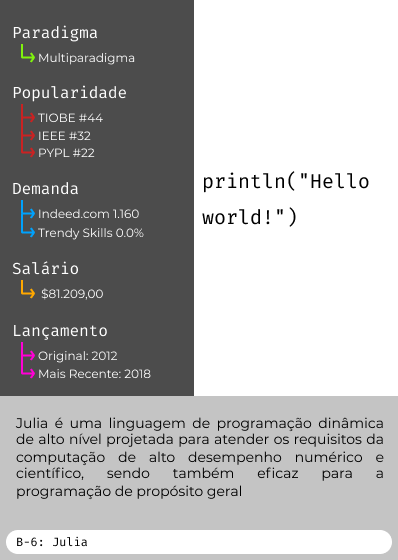 Paradigma
Multiparadigma
Popularidade
TIOBE #44
IEEE #32
PYPL #22
Demanda
Indeed.com 1.160
Trendy Skills 0.0%
Salário
$81.209,00
Lançamento
Original: 2012
Mais Recente: 2018
println("Hello
world!")
Julia é uma linguagem de programação dinâmica
de alto nível projetada para atender os requisitos da
computação de alto desempenho numérico e
científico, sendo também eficaz para a
programação de propósito geral
B-6: Julia